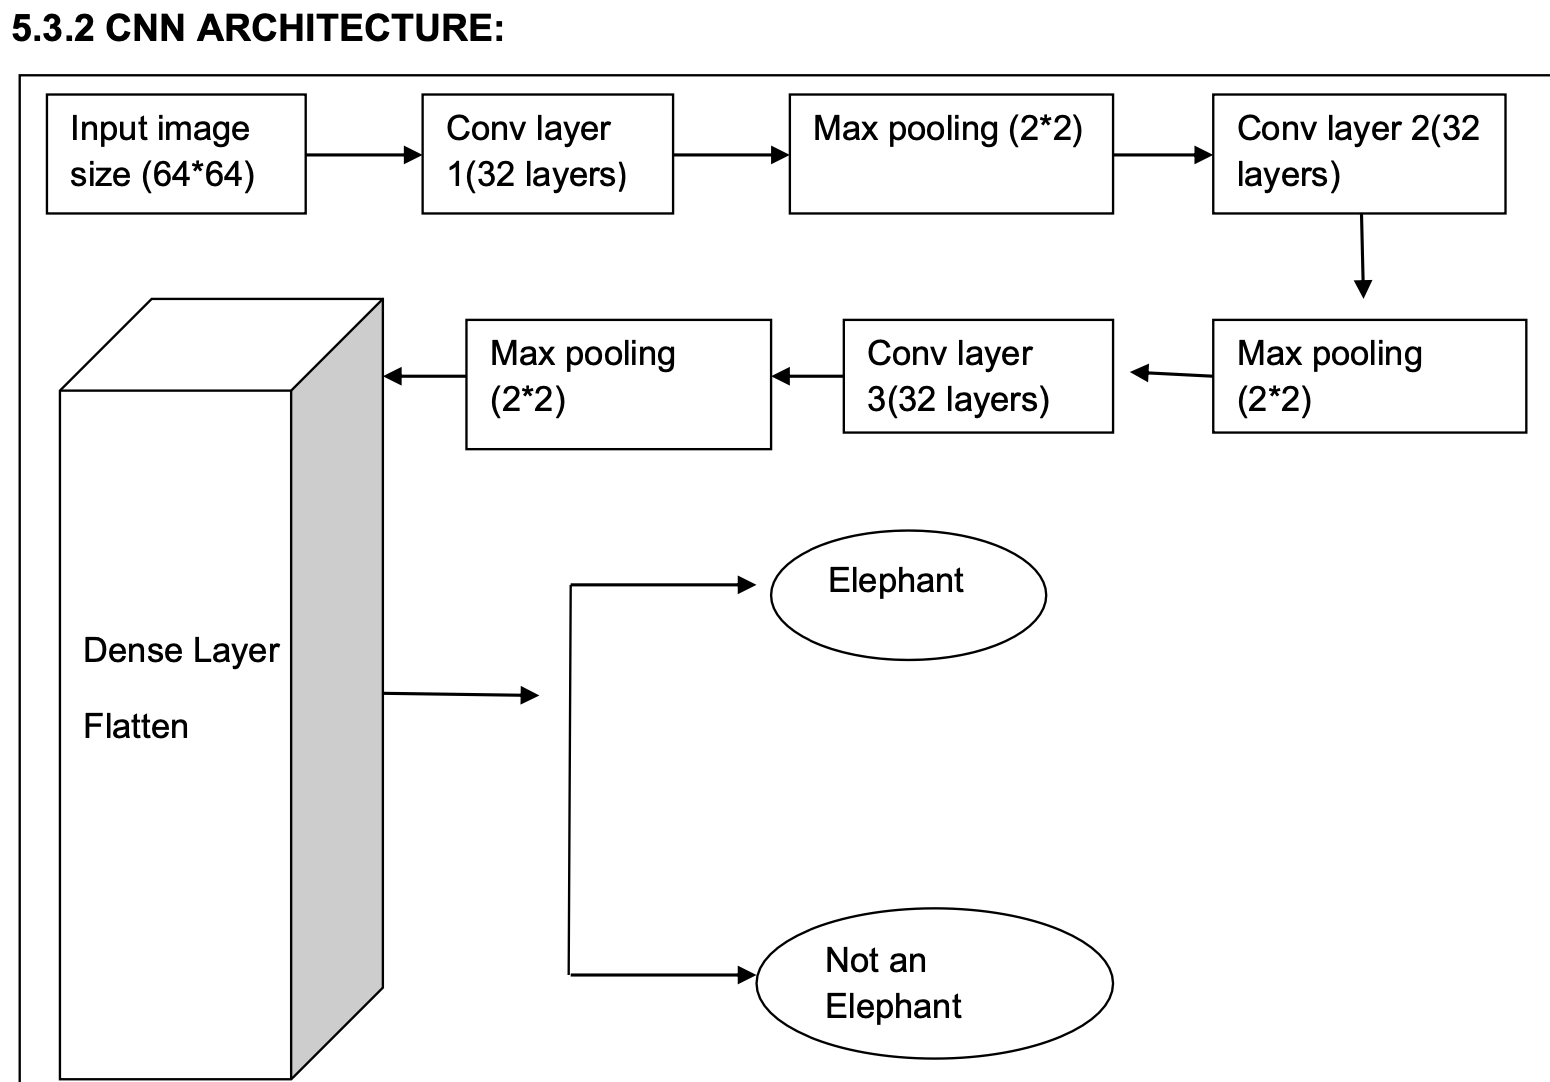 5.3.2 CNN ARCHITECTURE:
Input image
size (64*64)
Conv layer
1(32 layers)
Max pooling (2*2)
Conv layer 2(32
layers)
Max pooling
(2*2)
Conv layer
3(32 layers)
Max pooling
(2*2)
Dense Layer
Flatten
Elephant
Not an
Elephant